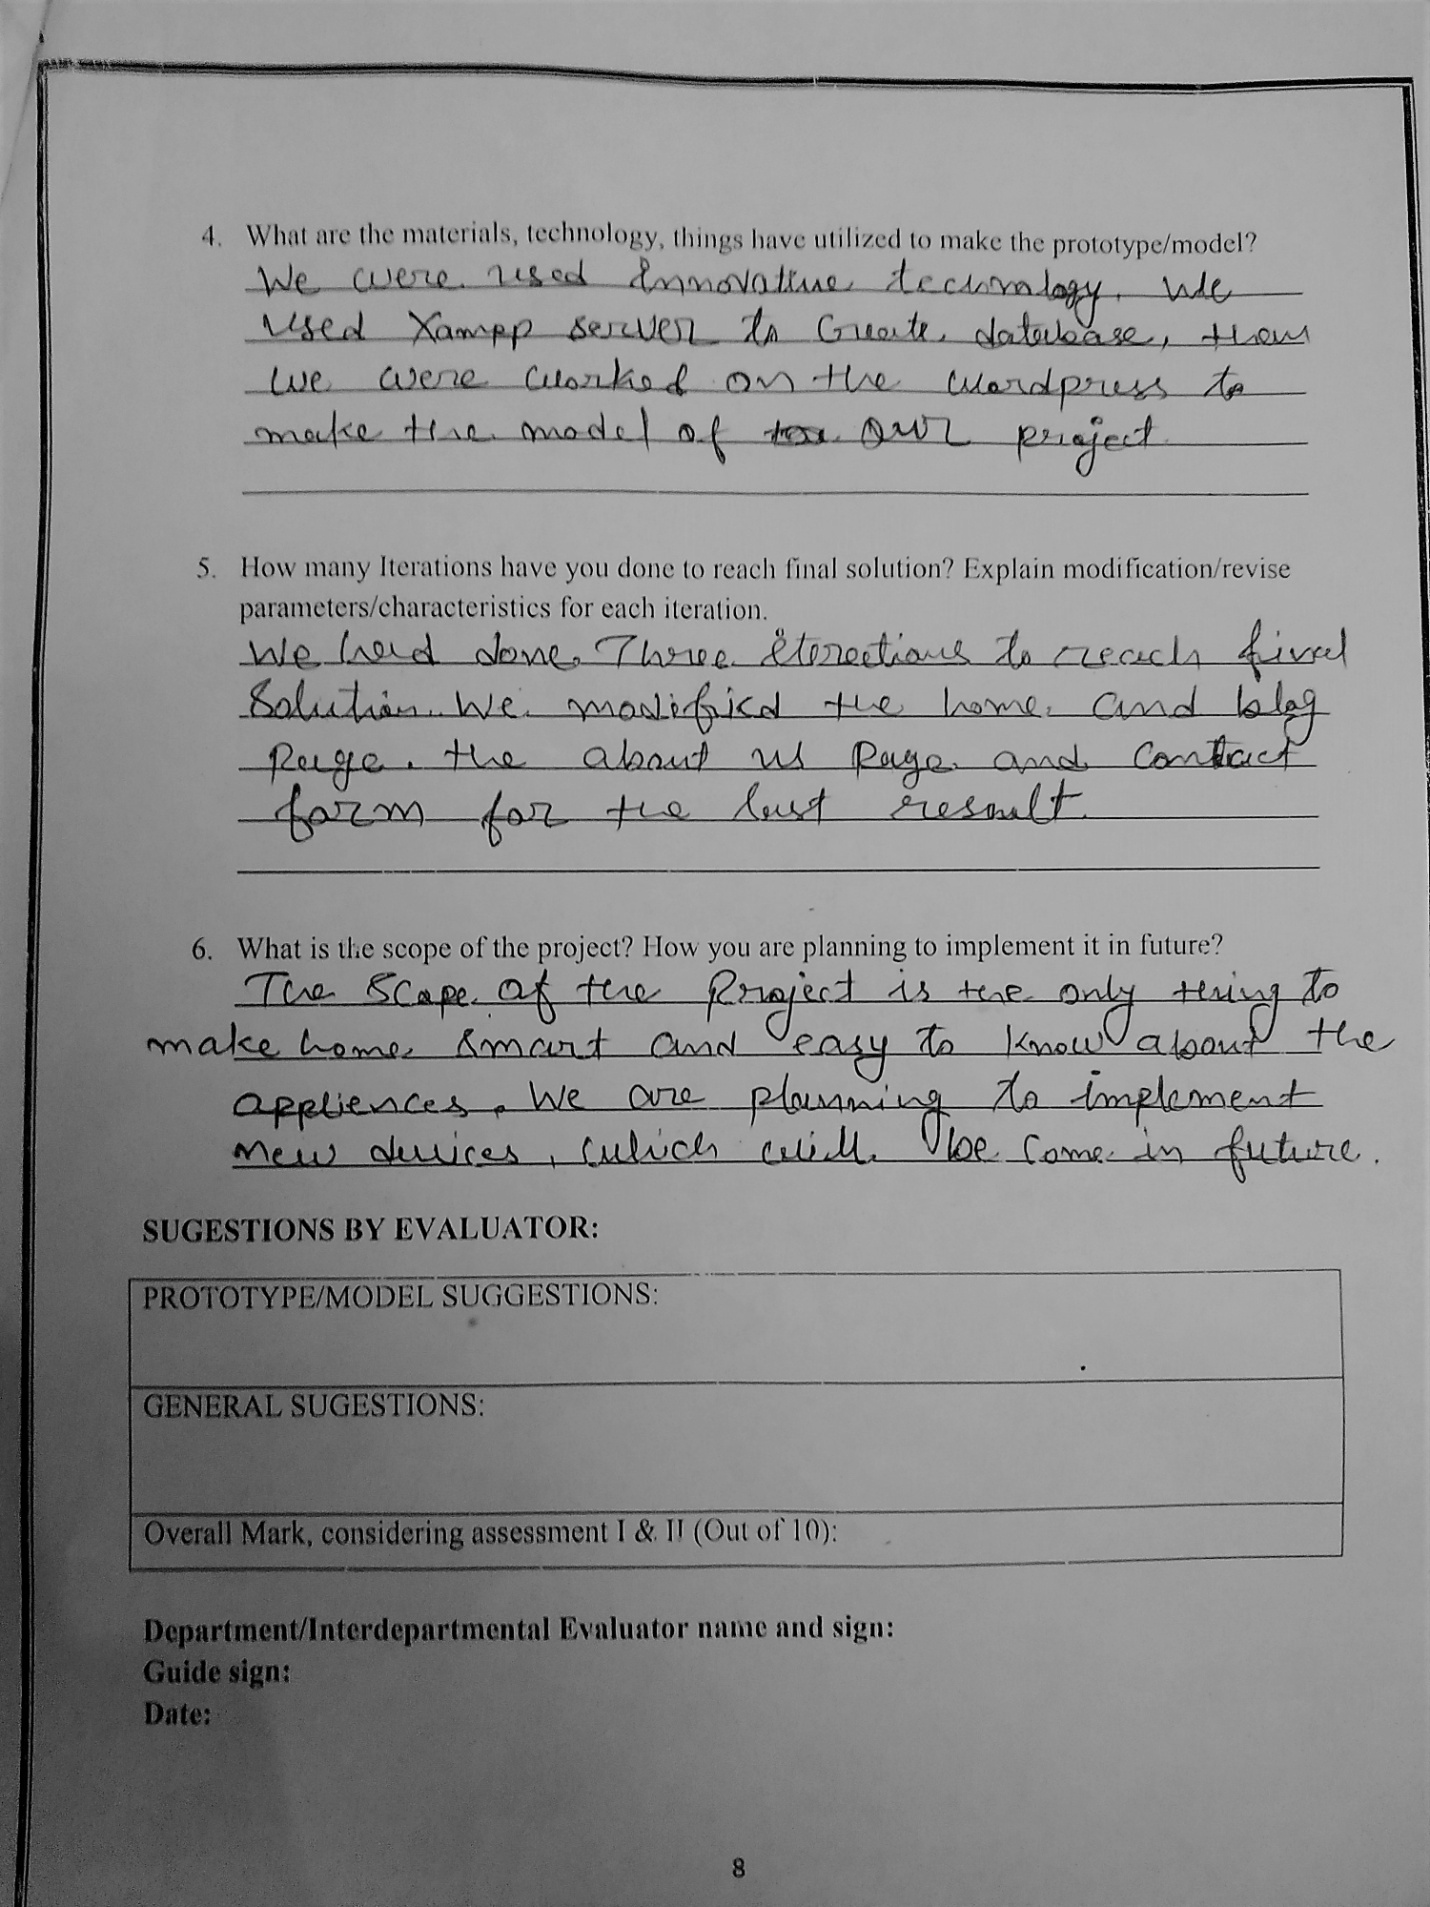 4. What are the materials, technology, things have utilized to make the prototype/model?
We were used Innovative technology. We
used Xampp server to Create database, then
we were worked on the wordpress to
make the model of our project
5. How many Iterations have you done to reach final solution? Explain modification/revise
parameters/characteristics for each iteration.
We had done Three iterections to reach final
Solution. We modified the home and blog
Page. the about us Page and Contact
form for the last result.
6. What is the scope of the project? How you are planning to implement it in future?
The Scope of the Project is the only thing to
make home smart and easy to know about the
appliences. We are planning to implement
new devices, which will be come in future.
SUGESTIONS BY EVALUATOR:
PROTOTYPE/MODEL SUGGESTIONS:
GENERAL SUGESTIONS:
Overall Mark, considering assessment I & II (Out of 10):
Department/Interdepartmental Evaluator name and sign:
Guide sign:
Date:
8